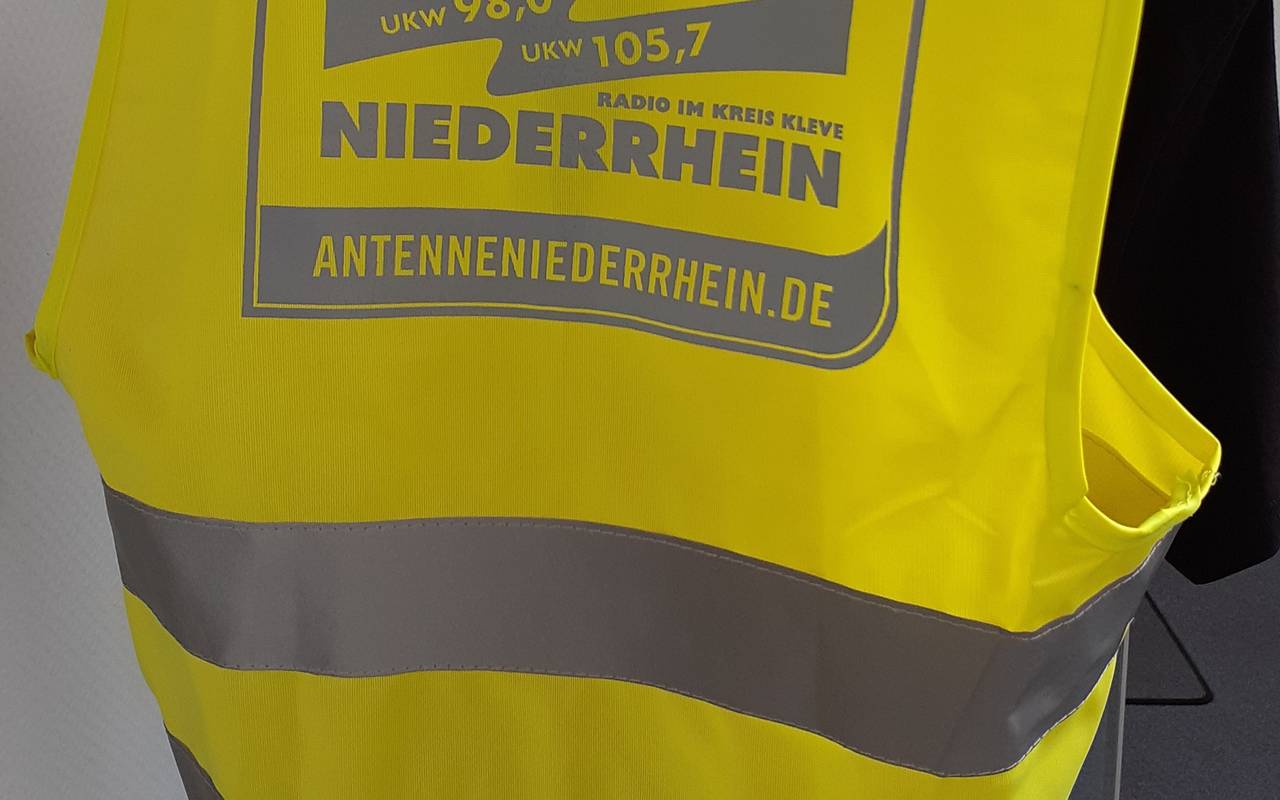 UKW 98,0
UKW 105,7
RADIO IM KREIS KLEVE
NIEDERRHEIN
ANTENNENIEDERRHEIN.DE